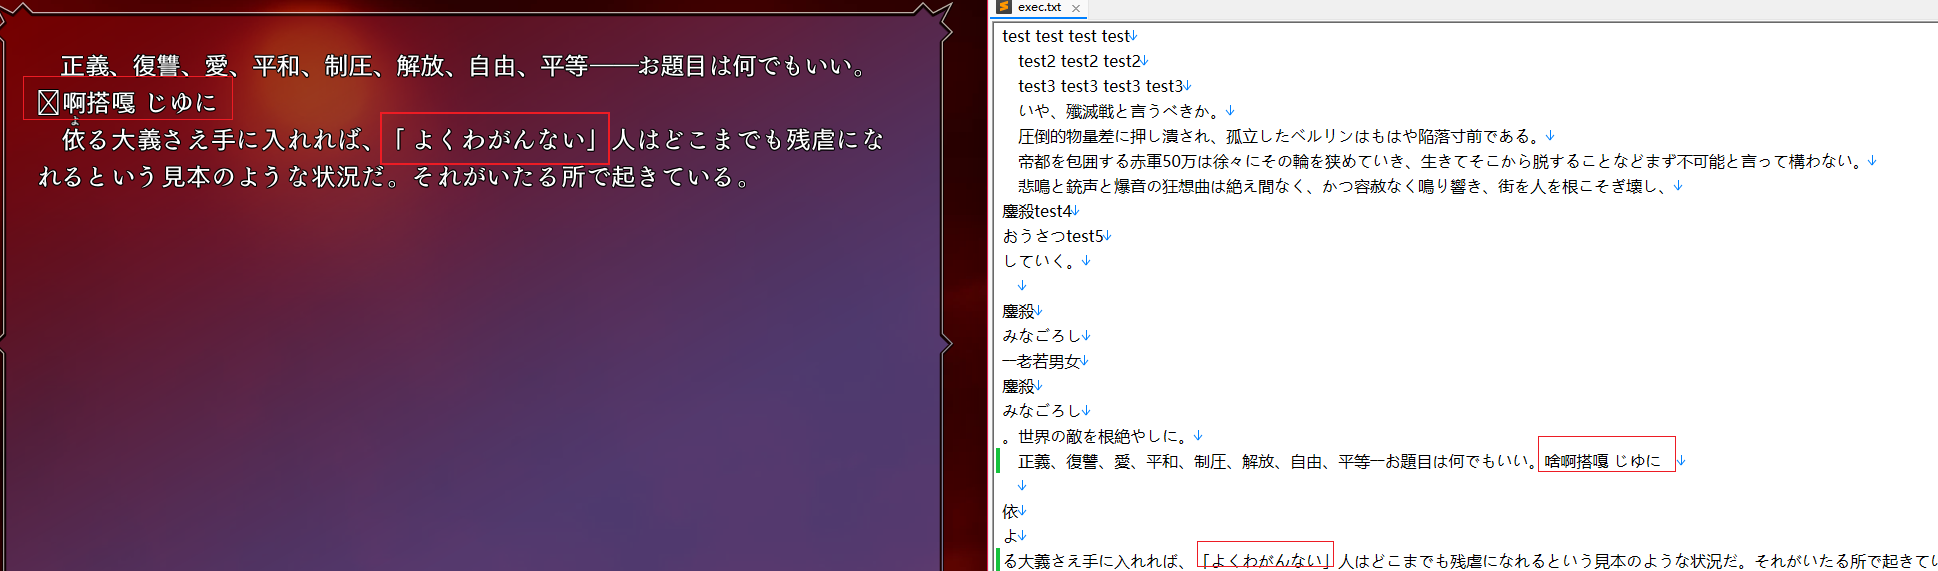 正義、復讐、愛、平和、制圧、解放、自由、平等――お題目は何でもいい。
啊搭嘎 じゆに
よ
依る大義さえ手に入れれば、「よくわがんない」人はどこまでも残虐にな
れるという見本のような状況だ。それがいたる所で起きている。
exec.txt
test test test test
test2 test2 test2
test3 test3 test3 test3
いや、殲滅戦と言うべきか。
圧倒的物量差に押し潰され、孤立したベルリンはもはや陥落寸前である。
帝都を包囲する赤軍50万は徐々にその輪を狭めていき、生きてそこから脱することなどまず不可能と言って構わない。
悲鳴と銃声と爆音の狂想曲は絶え間なく、かつ容赦なく鳴り響き、街を人を根こそぎ壊し、
鏖殺test4
おうさつtest5
していく。
鏖殺
みなごろし
―老若男女
鏖殺
みなごろし
。世界の敵を根絶やしに。
正義、復讐、愛、平和、制圧、解放、自由、平等―お題目は何でもいい。啥啊搭嘎 じゆに
依
よ
る大義さえ手に入れれば、「よくわがんない」人はどこまでも残虐になれるという見本のような状況だ。それがいたる所で起きてい